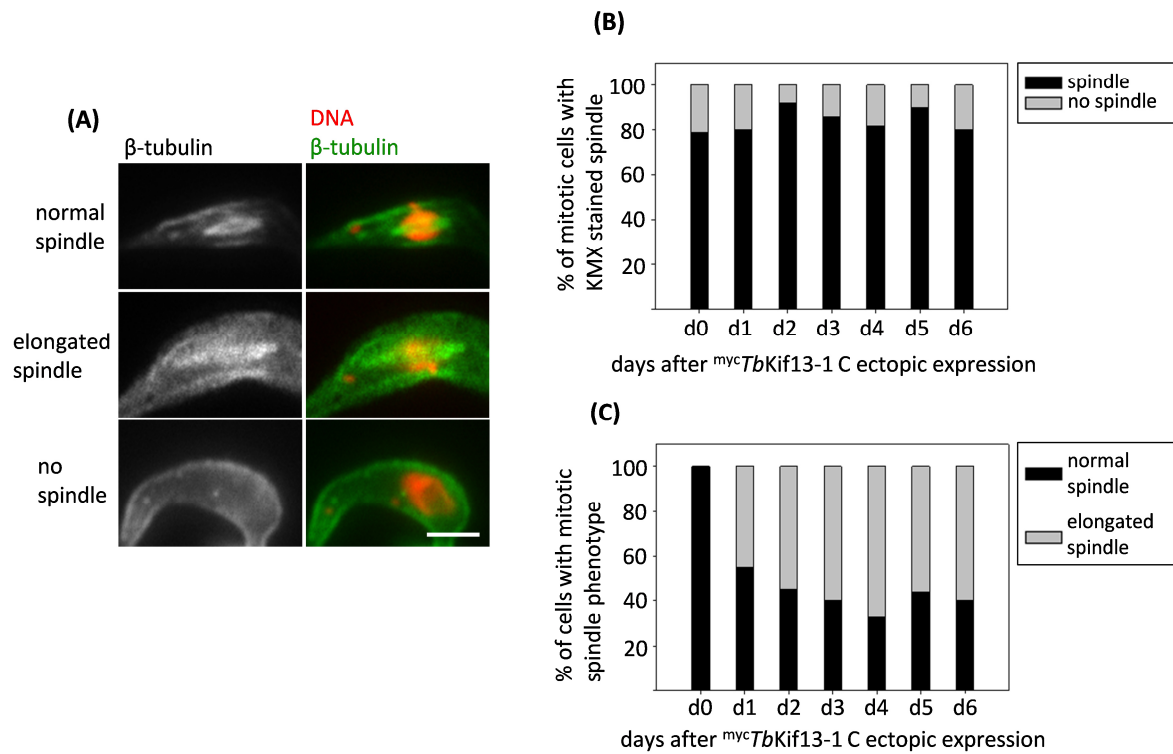 (A)
β-tubulin
DNA
β-tubulin
normal
spindle
elongated
spindle
no
spindle
(B)
% of mitotic cells with
KMX stained spindle
100
80
60
40
20
d0 d1 d2 d3 d4 d5 d6
days after mycTbKif13-1 C ectopic expression
spindle
no spindle
(C)
% of cells with mitotic
spindle phenotype
100
80
60
40
20
d0 d1 d2 d3 d4 d5 d6
days after mycTbKif13-1 C ectopic expression
normal
spindle
elongated
spindle